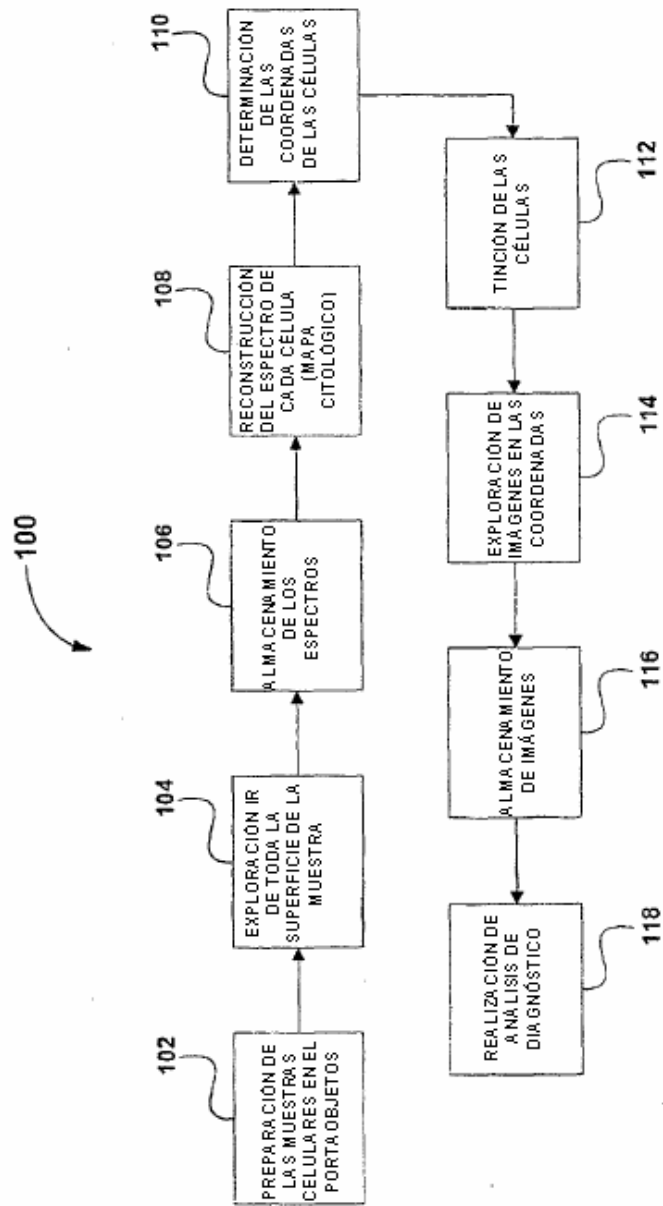 100
102
PREPARACIÓN DE
LAS MUESTRAS
CELULARES EN EL
PORTAOBJETOS
104
EXPLORACIÓN IR
DE TODA LA
SUPERFICIE DE LA
MUESTRA
106
ALMACENAMIENTO
DE LOS
ESPECTROS
108
RECONSTRUCCIÓN
DEL ESPECTRO DE
CADA CÉLULA
(MAPA
CITOLÓGICO)
110
DETERMINACIÓN
DE LAS
COORDENADAS
DE LAS CÉLULAS
TINCIÓN DE LAS
CÉLULAS
112
EXPLORACIÓN DE
IMÁGENES EN LAS
COORDENADAS
114
ALMACENAMIENTO
DE IMÁGENES
116
REALIZACIÓN DE
ANÁLISIS DE
DIAGNÓSTICO
118